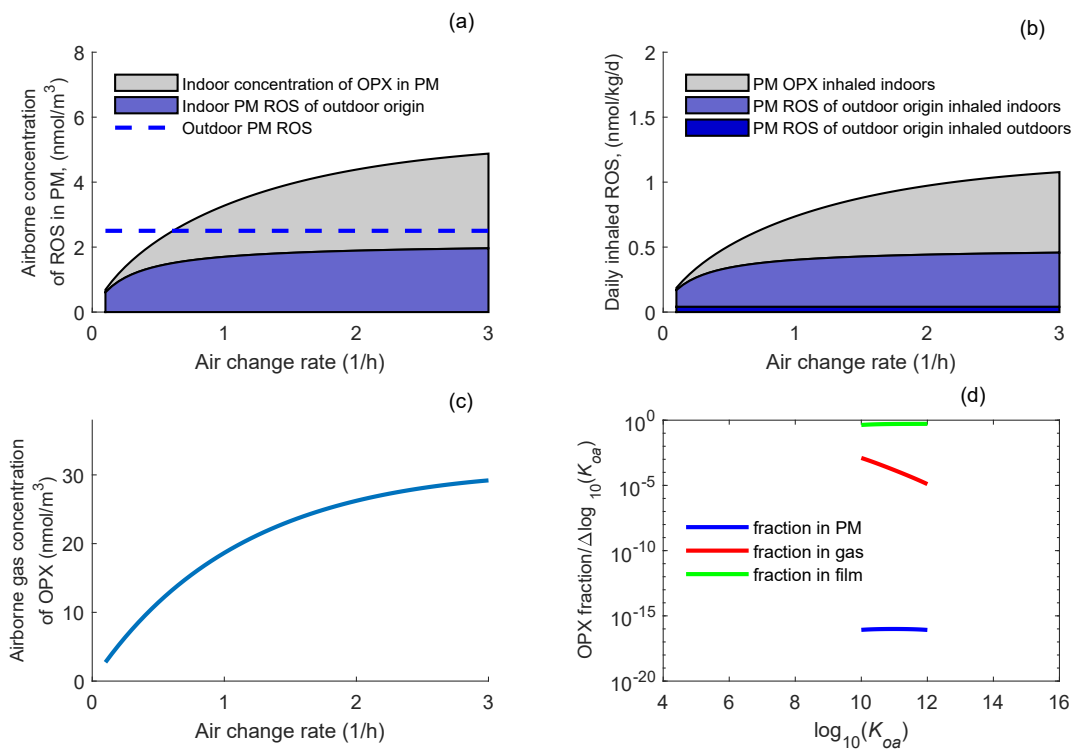 (a)
Airborne concentration
of ROS in PM, (nmol/m³)
8
6
4
2
0
Indoor concentration of OPX in PM
Indoor PM ROS of outdoor origin
Outdoor PM ROS
0 1 2 3
Air change rate (1/h)
(b)
Daily inhaled ROS, (nmol/kg/d)
2
1.5
1
0.5
0
PM OPX inhaled indoors
PM ROS of outdoor origin inhaled indoors
PM ROS of outdoor origin inhaled outdoors
0 1 2 3
Air change rate (1/h)
(c)
Airborne gas concentration
of OPX (nmol/m³)
30
20
10
0
0 1 2 3
Air change rate (1/h)
(d)
OPX fraction/Δlog₁₀(Kₒₐ)
10⁰
10⁻⁵
10⁻¹⁰
10⁻¹⁵
10⁻²⁰
fraction in PM
fraction in gas
fraction in film
4 6 8 10 12 14 16
log₁₀(Kₒₐ)